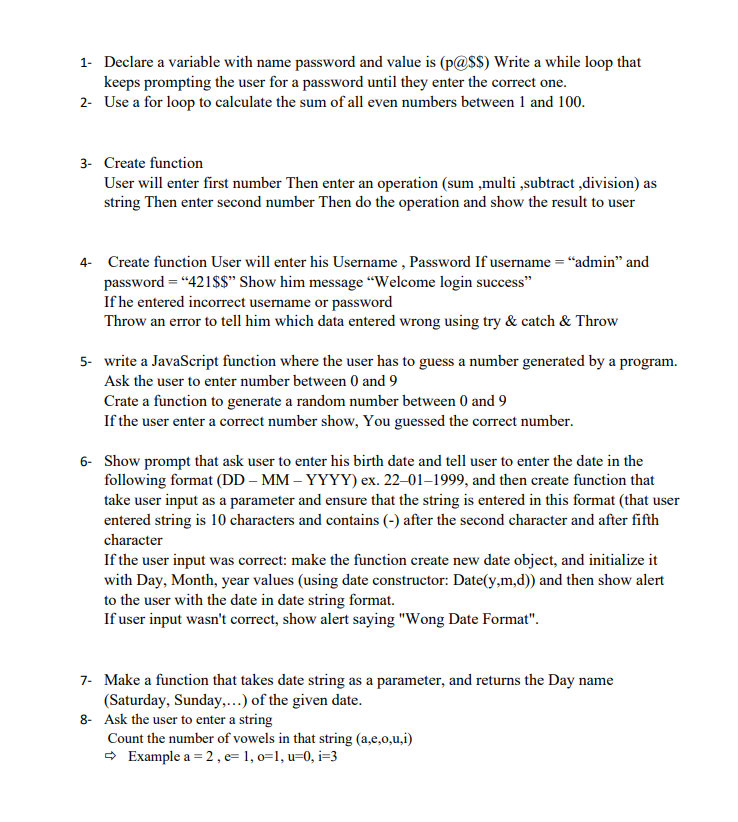 1- Declare a variable with name password and value is (p@$$) Write a while loop that
keeps prompting the user for a password until they enter the correct one.
2- Use a for loop to calculate the sum of all even numbers between 1 and 100.
3- Create function
User will enter first number Then enter an operation (sum ,multi ,subtract ,division) as
string Then enter second number Then do the operation and show the result to user
4- Create function User will enter his Username , Password If username = “admin” and
password = “421$$” Show him message “Welcome login success”
If he entered incorrect username or password
Throw an error to tell him which data entered wrong using try & catch & Throw
5- write a JavaScript function where the user has to guess a number generated by a program.
Ask the user to enter number between 0 and 9
Crate a function to generate a random number between 0 and 9
If the user enter a correct number show, You guessed the correct number.
6- Show prompt that ask user to enter his birth date and tell user to enter the date in the
following format (DD – MM – YYYY) ex. 22–01–1999, and then create function that
take user input as a parameter and ensure that the string is entered in this format (that user
entered string is 10 characters and contains (-) after the second character and after fifth
character
If the user input was correct: make the function create new date object, and initialize it
with Day, Month, year values (using date constructor: Date(y,m,d)) and then show alert
to the user with the date in date string format.
If user input wasn't correct, show alert saying "Wong Date Format".
7- Make a function that takes date string as a parameter, and returns the Day name
(Saturday, Sunday,…) of the given date.
8- Ask the user to enter a string
Count the number of vowels in that string (a,e,o,u,i)
⇨ Example a = 2 , e= 1, o=1, u=0, i=3